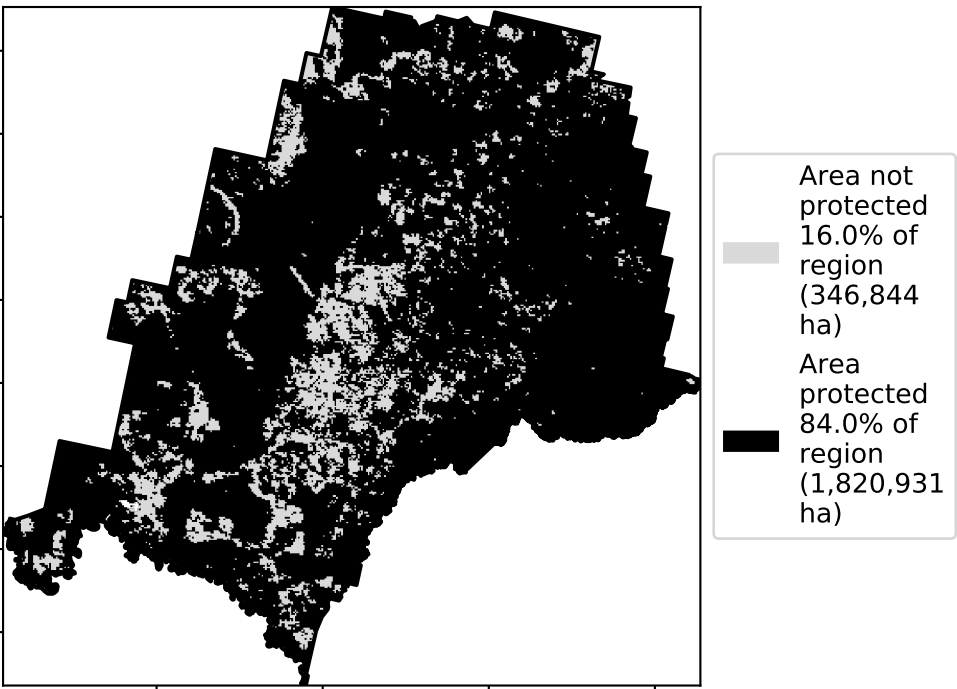 Area not
protected
16.0% of
region
(346,844
ha)
Area
protected
84.0% of
region
(1,820,931
ha)